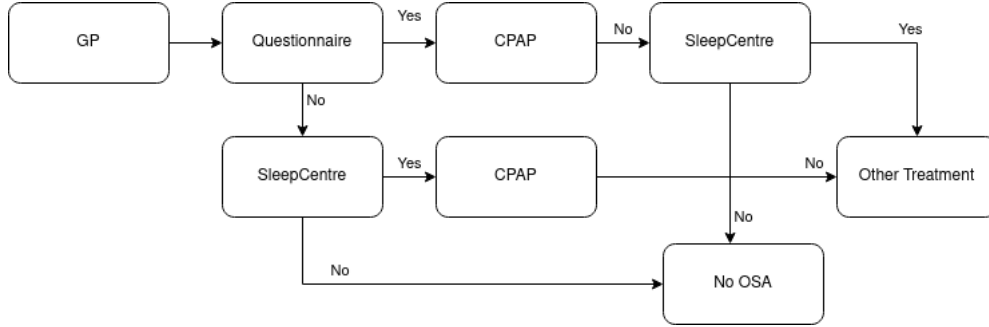 GP
Questionnaire
Yes
CPAP
No
SleepCentre
Yes
No
SleepCentre
Yes
CPAP
No
Other Treatment
No
No
No OSA